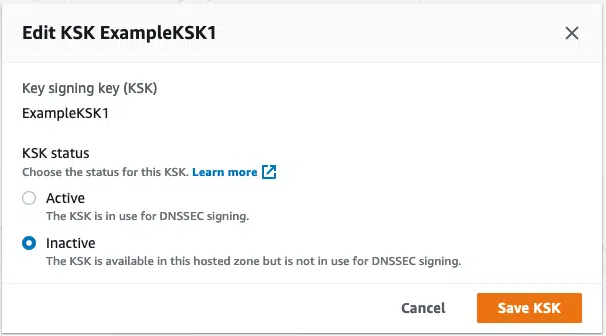 Edit KSK ExampleKSK1
Key signing key (KSK)
ExampleKSK1
KSK status
Choose the status for this KSK. Learn more
Active
The KSK is in use for DNSSEC signing.
Inactive
The KSK is available in this hosted zone but is not in use for DNSSEC signing.
Cancel Save KSK